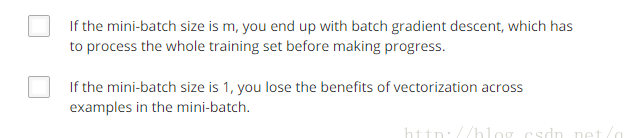 If the mini-batch size is m, you end up with batch gradient descent, which has
to process the whole training set before making progress.
If the mini-batch size is 1, you lose the benefits of vectorization across
examples in the mini-batch.
http://blog.csdn.net/q